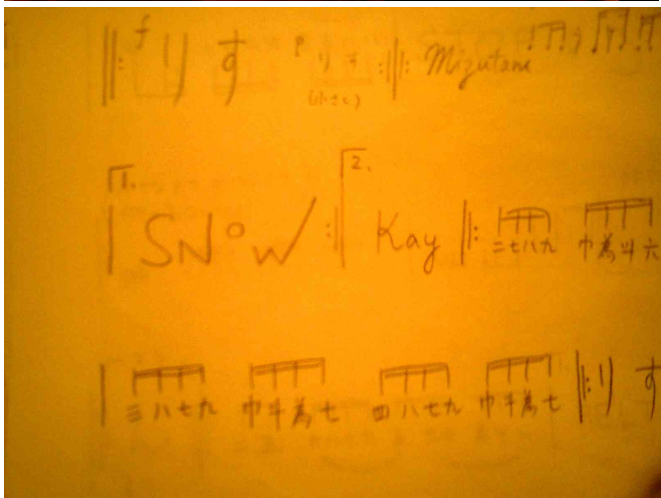 f りす p りす Mizutani
(小さく)
1. SNOW 2. Kay 二七八九 巾為斗六
三八七九 巾斗為七 四八七九 巾斗為七 りす